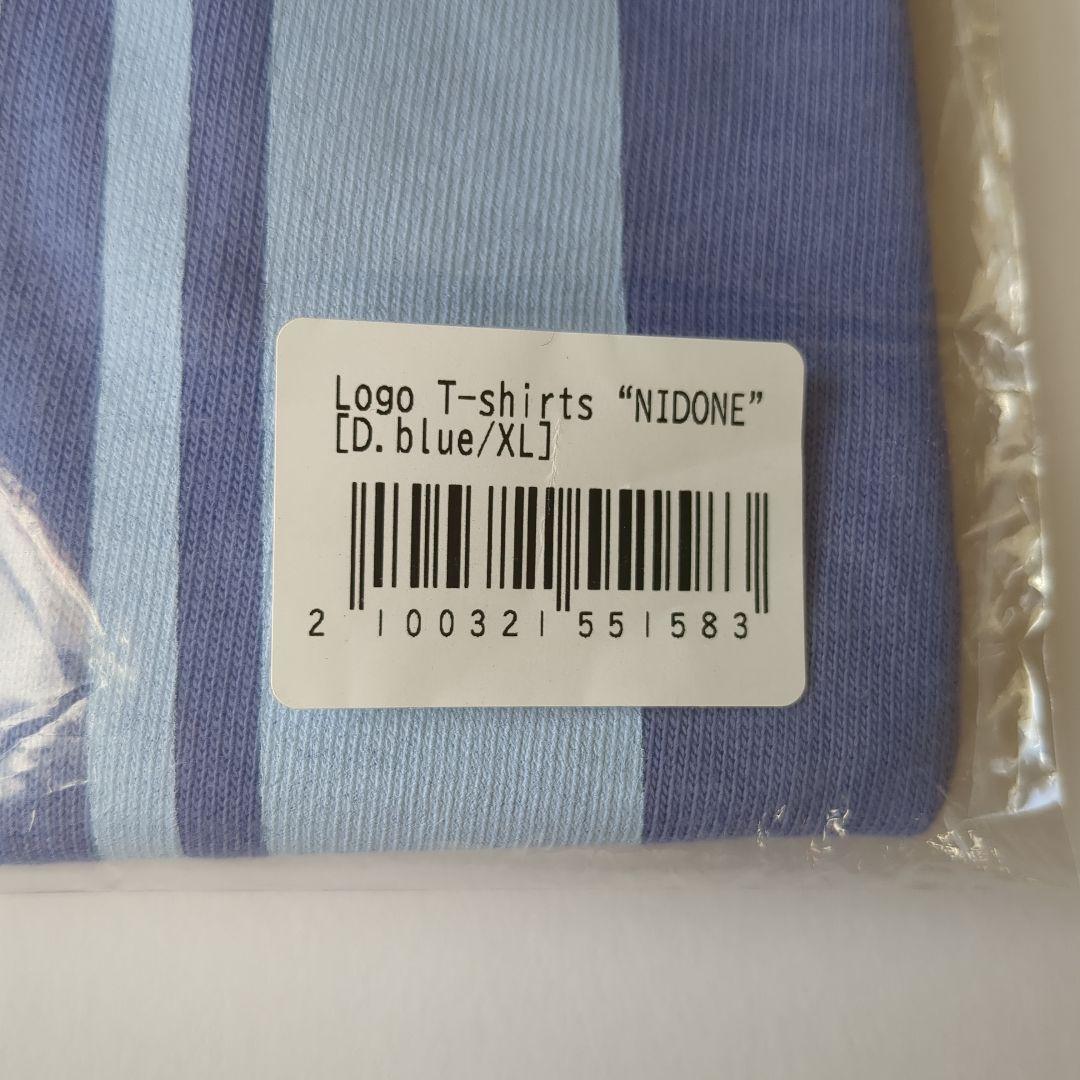 Logo T-shirts “NIDONE”
[D.blue/XL]
2 100321 551583